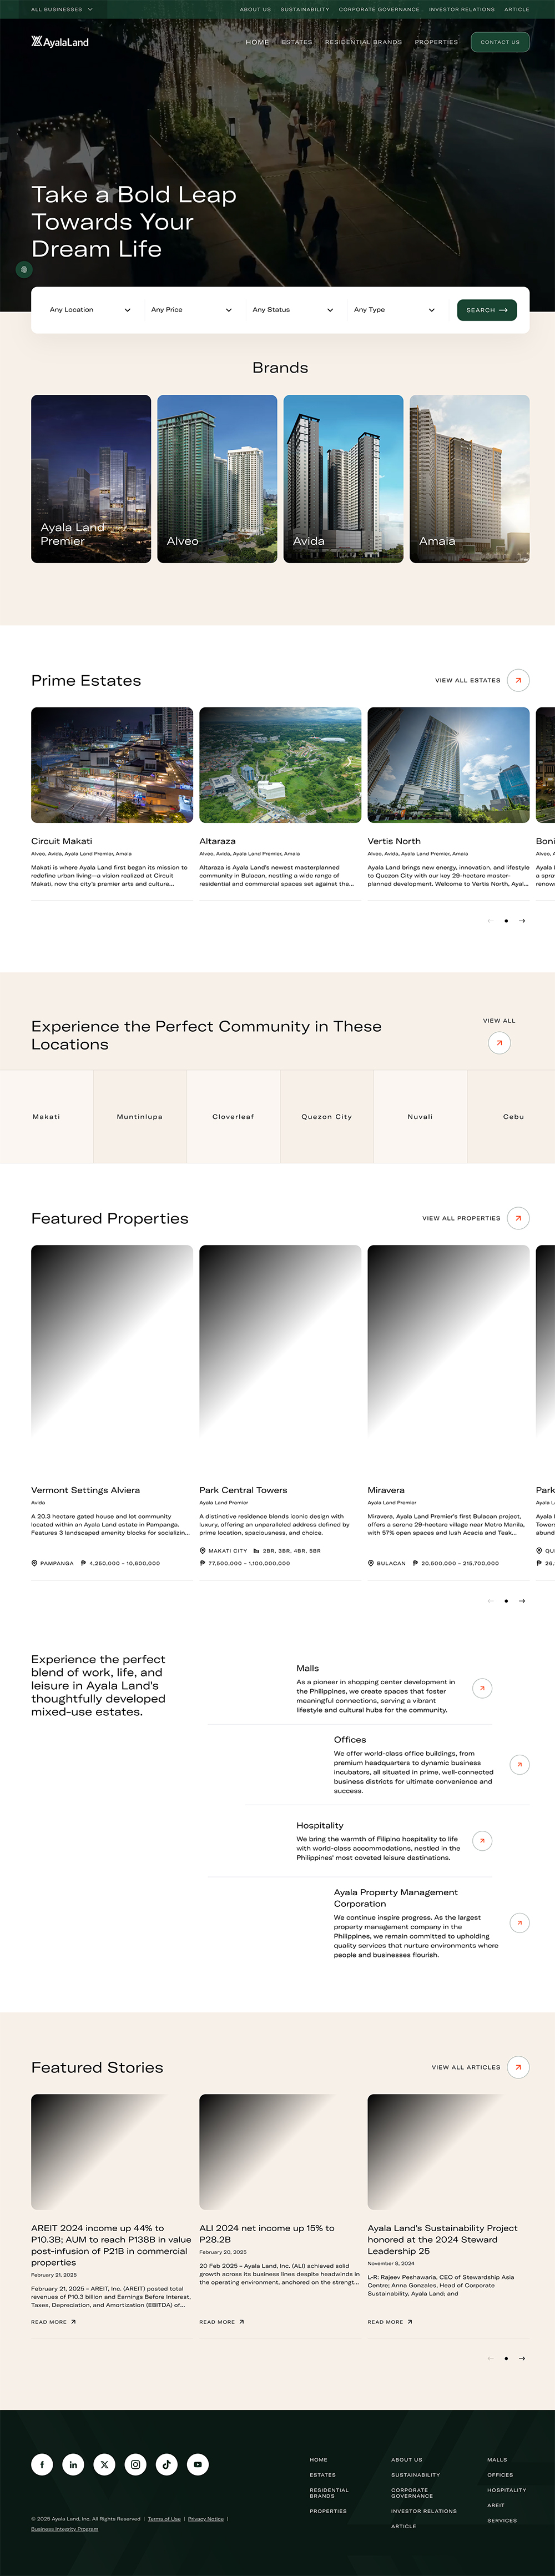 ALL BUSINESSES
ABOUT US SUSTAINABILITY CORPORATE GOVERNANCE INVESTOR RELATIONS ARTICLE
AyalaLand
HOME ESTATES RESIDENTIAL BRANDS PROPERTIES CONTACT US
Take a Bold Leap
Towards Your
Dream Life
Any Location Any Price Any Status Any Type SEARCH
Brands
Ayala Land
Premier
Alveo
Avida
Amaia
Prime Estates
VIEW ALL ESTATES
Circuit Makati
Alveo, Avida, Ayala Land Premier, Amaia
Makati is where Ayala Land first began its mission to
redefine urban living—a vision realized at Circuit
Makati, now the city's premier arts and culture...
Altaraza
Alveo, Avida, Ayala Land Premier, Amaia
Altaraza is Ayala Land's newest masterplanned
community in Bulacan, nestling a wide range of
residential and commercial spaces set against the...
Vertis North
Alveo, Avida, Ayala Land Premier, Amaia
Ayala Land brings new energy, innovation, and lifestyle
to Quezon City with our key 29-hectare master-
planned development. Welcome to Vertis North, Ayal...
Boni
Alveo, A
Ayala L
a spra
renow
Experience the Perfect Community in These
Locations
VIEW ALL
Makati Muntinlupa Cloverleaf Quezon City Nuvali Cebu
Featured Properties
VIEW ALL PROPERTIES
Vermont Settings Alviera
Avida
A 20.3 hectare gated house and lot community
located within an Ayala Land estate in Pampanga.
Features 3 landscaped amenity blocks for socializin...
PAMPANGA ₱ 4,250,000 – 10,600,000
Park Central Towers
Ayala Land Premier
A distinctive residence blends iconic design with
luxury, offering an unparalleled address defined by
prime location, spaciousness, and choice.
MAKATI CITY 2BR, 3BR, 4BR, 5BR
₱ 77,500,000 – 1,100,000,000
Miravera
Ayala Land Premier
Miravera, Ayala Land Premier's first Bulacan project,
offers a serene 29-hectare village near Metro Manila,
with 57% open spaces and lush Acacia and Teak...
BULACAN ₱ 20,500,000 – 215,700,000
Park
Ayala L
Ayala L
Towers
abund
QU
₱ 26,
Experience the perfect
blend of work, life, and
leisure in Ayala Land's
thoughtfully developed
mixed-use estates.
Malls
As a pioneer in shopping center development in
the Philippines, we create spaces that foster
meaningful connections, serving a vibrant
lifestyle and cultural hubs for the community.
Offices
We offer world-class office buildings, from
premium headquarters to dynamic business
incubators, all situated in prime, well-connected
business districts for ultimate convenience and
success.
Hospitality
We bring the warmth of Filipino hospitality to life
with world-class accommodations, nestled in the
Philippines' most coveted leisure destinations.
Ayala Property Management
Corporation
We continue inspire progress. As the largest
property management company in the
Philippines, we remain committed to upholding
quality services that nurture environments where
people and businesses flourish.
Featured Stories
VIEW ALL ARTICLES
AREIT 2024 income up 44% to
P10.3B; AUM to reach P138B in value
post-infusion of P21B in commercial
properties
February 21, 2025
February 21, 2025 – AREIT, Inc. (AREIT) posted total
revenues of P10.3 billion and Earnings Before Interest,
Taxes, Depreciation, and Amortization (EBITDA) of...
READ MORE
ALI 2024 net income up 15% to
P28.2B
February 20, 2025
20 Feb 2025 – Ayala Land, Inc. (ALI) achieved solid
growth across its business lines despite headwinds in
the operating environment, anchored on the strengt...
READ MORE
Ayala Land's Sustainability Project
honored at the 2024 Steward
Leadership 25
November 8, 2024
L-R: Rajeev Peshawaria, CEO of Stewardship Asia
Centre; Anna Gonzales, Head of Corporate
Sustainability, Ayala Land; and
READ MORE
HOME
ESTATES
RESIDENTIAL
BRANDS
PROPERTIES
ABOUT US
SUSTAINABILITY
CORPORATE
GOVERNANCE
INVESTOR RELATIONS
ARTICLE
MALLS
OFFICES
HOSPITALITY
AREIT
SERVICES
© 2025 Ayala Land, Inc. All Rights Reserved | Terms of Use | Privacy Notice |
Business Integrity Program